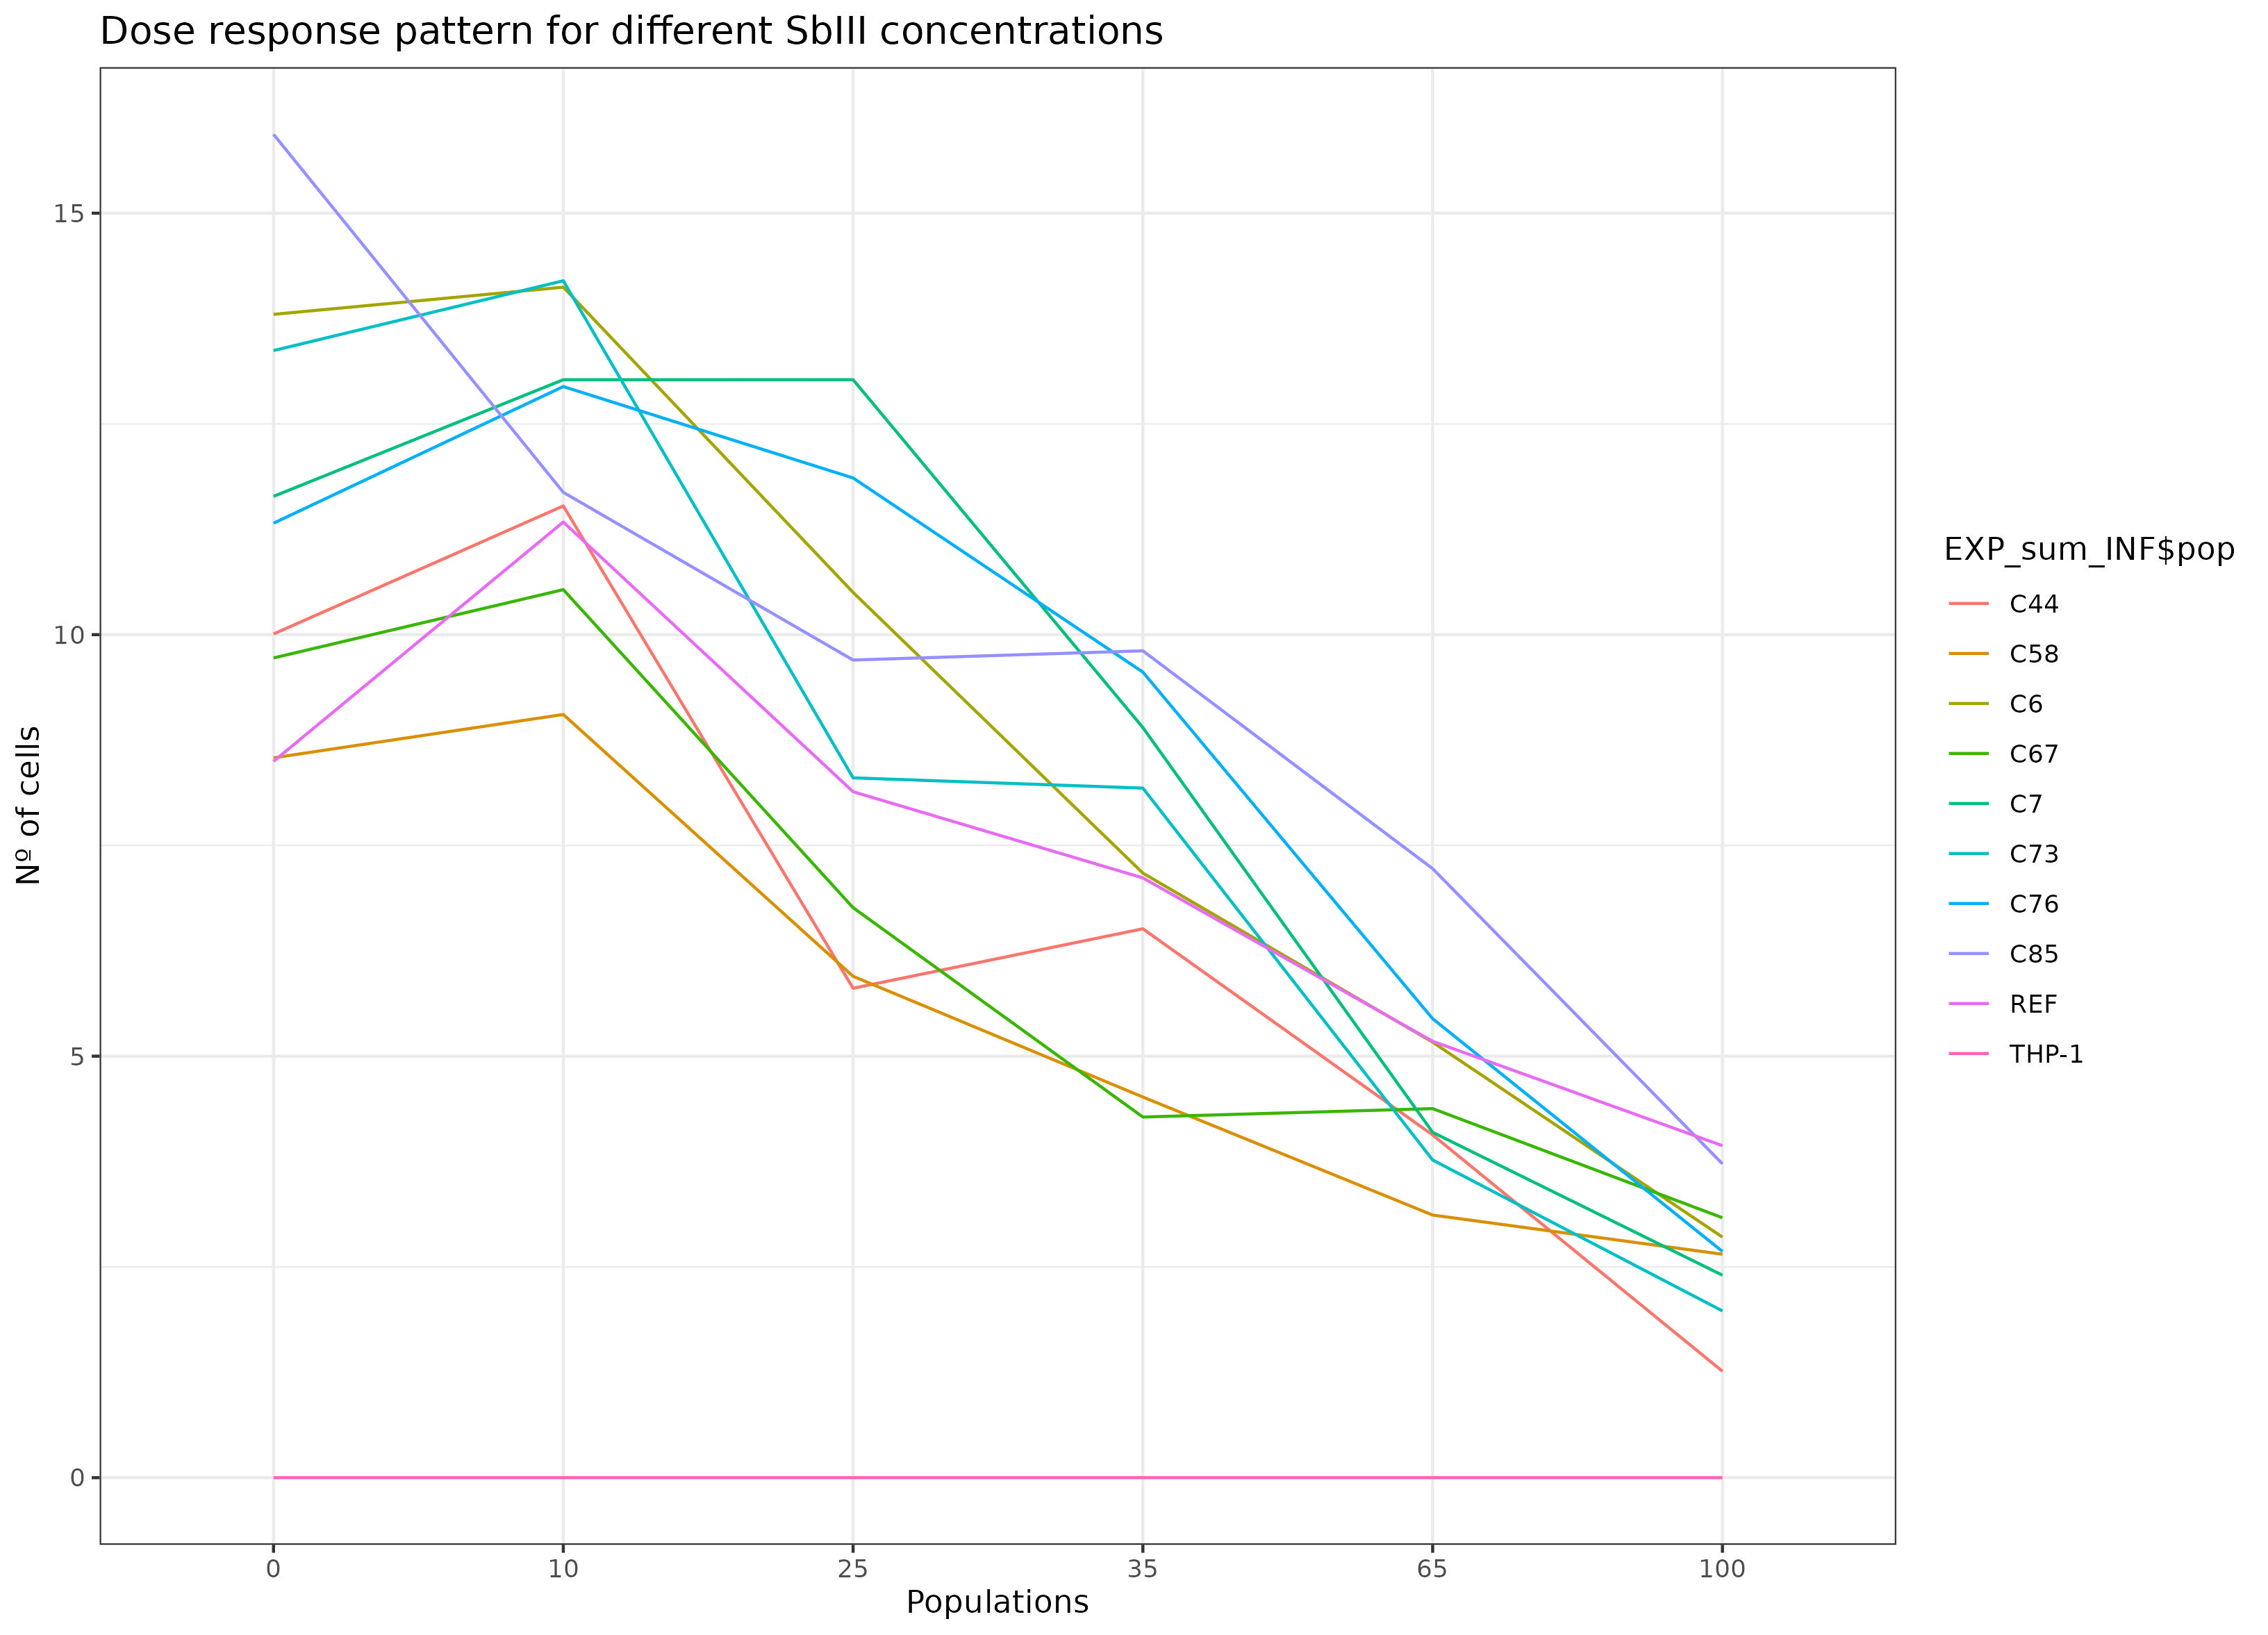 Dose response pattern for different SbIII concentrations
15
10
5
0
Nº of cells
0 10 25 35 65 100
Populations
EXP_sum_INF$pop
C44
C58
C6
C67
C7
C73
C76
C85
REF
THP-1